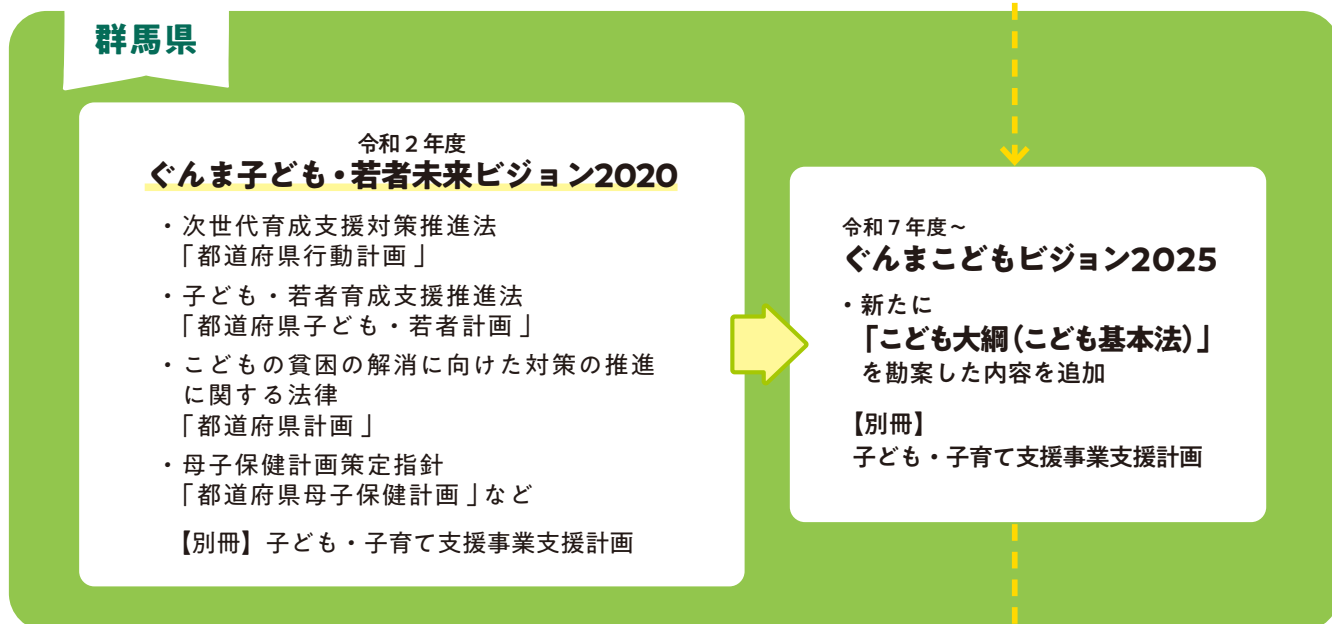 群馬県
令和2年度
ぐんま子ども・若者未来ビジョン2020
・次世代育成支援対策推進法
「都道府県行動計画」
・子ども・若者育成支援推進法
「都道府県子ども・若者計画」
・こどもの貧困の解消に向けた対策の推進
に関する法律
「都道府県計画」
・母子保健計画策定指針
「都道府県母子保健計画」など
【別冊】子ども・子育て支援事業支援計画
令和7年度～
ぐんまこどもビジョン2025
・新たに
「こども大綱（こども基本法）」
を勘案した内容を追加
【別冊】
子ども・子育て支援事業支援計画